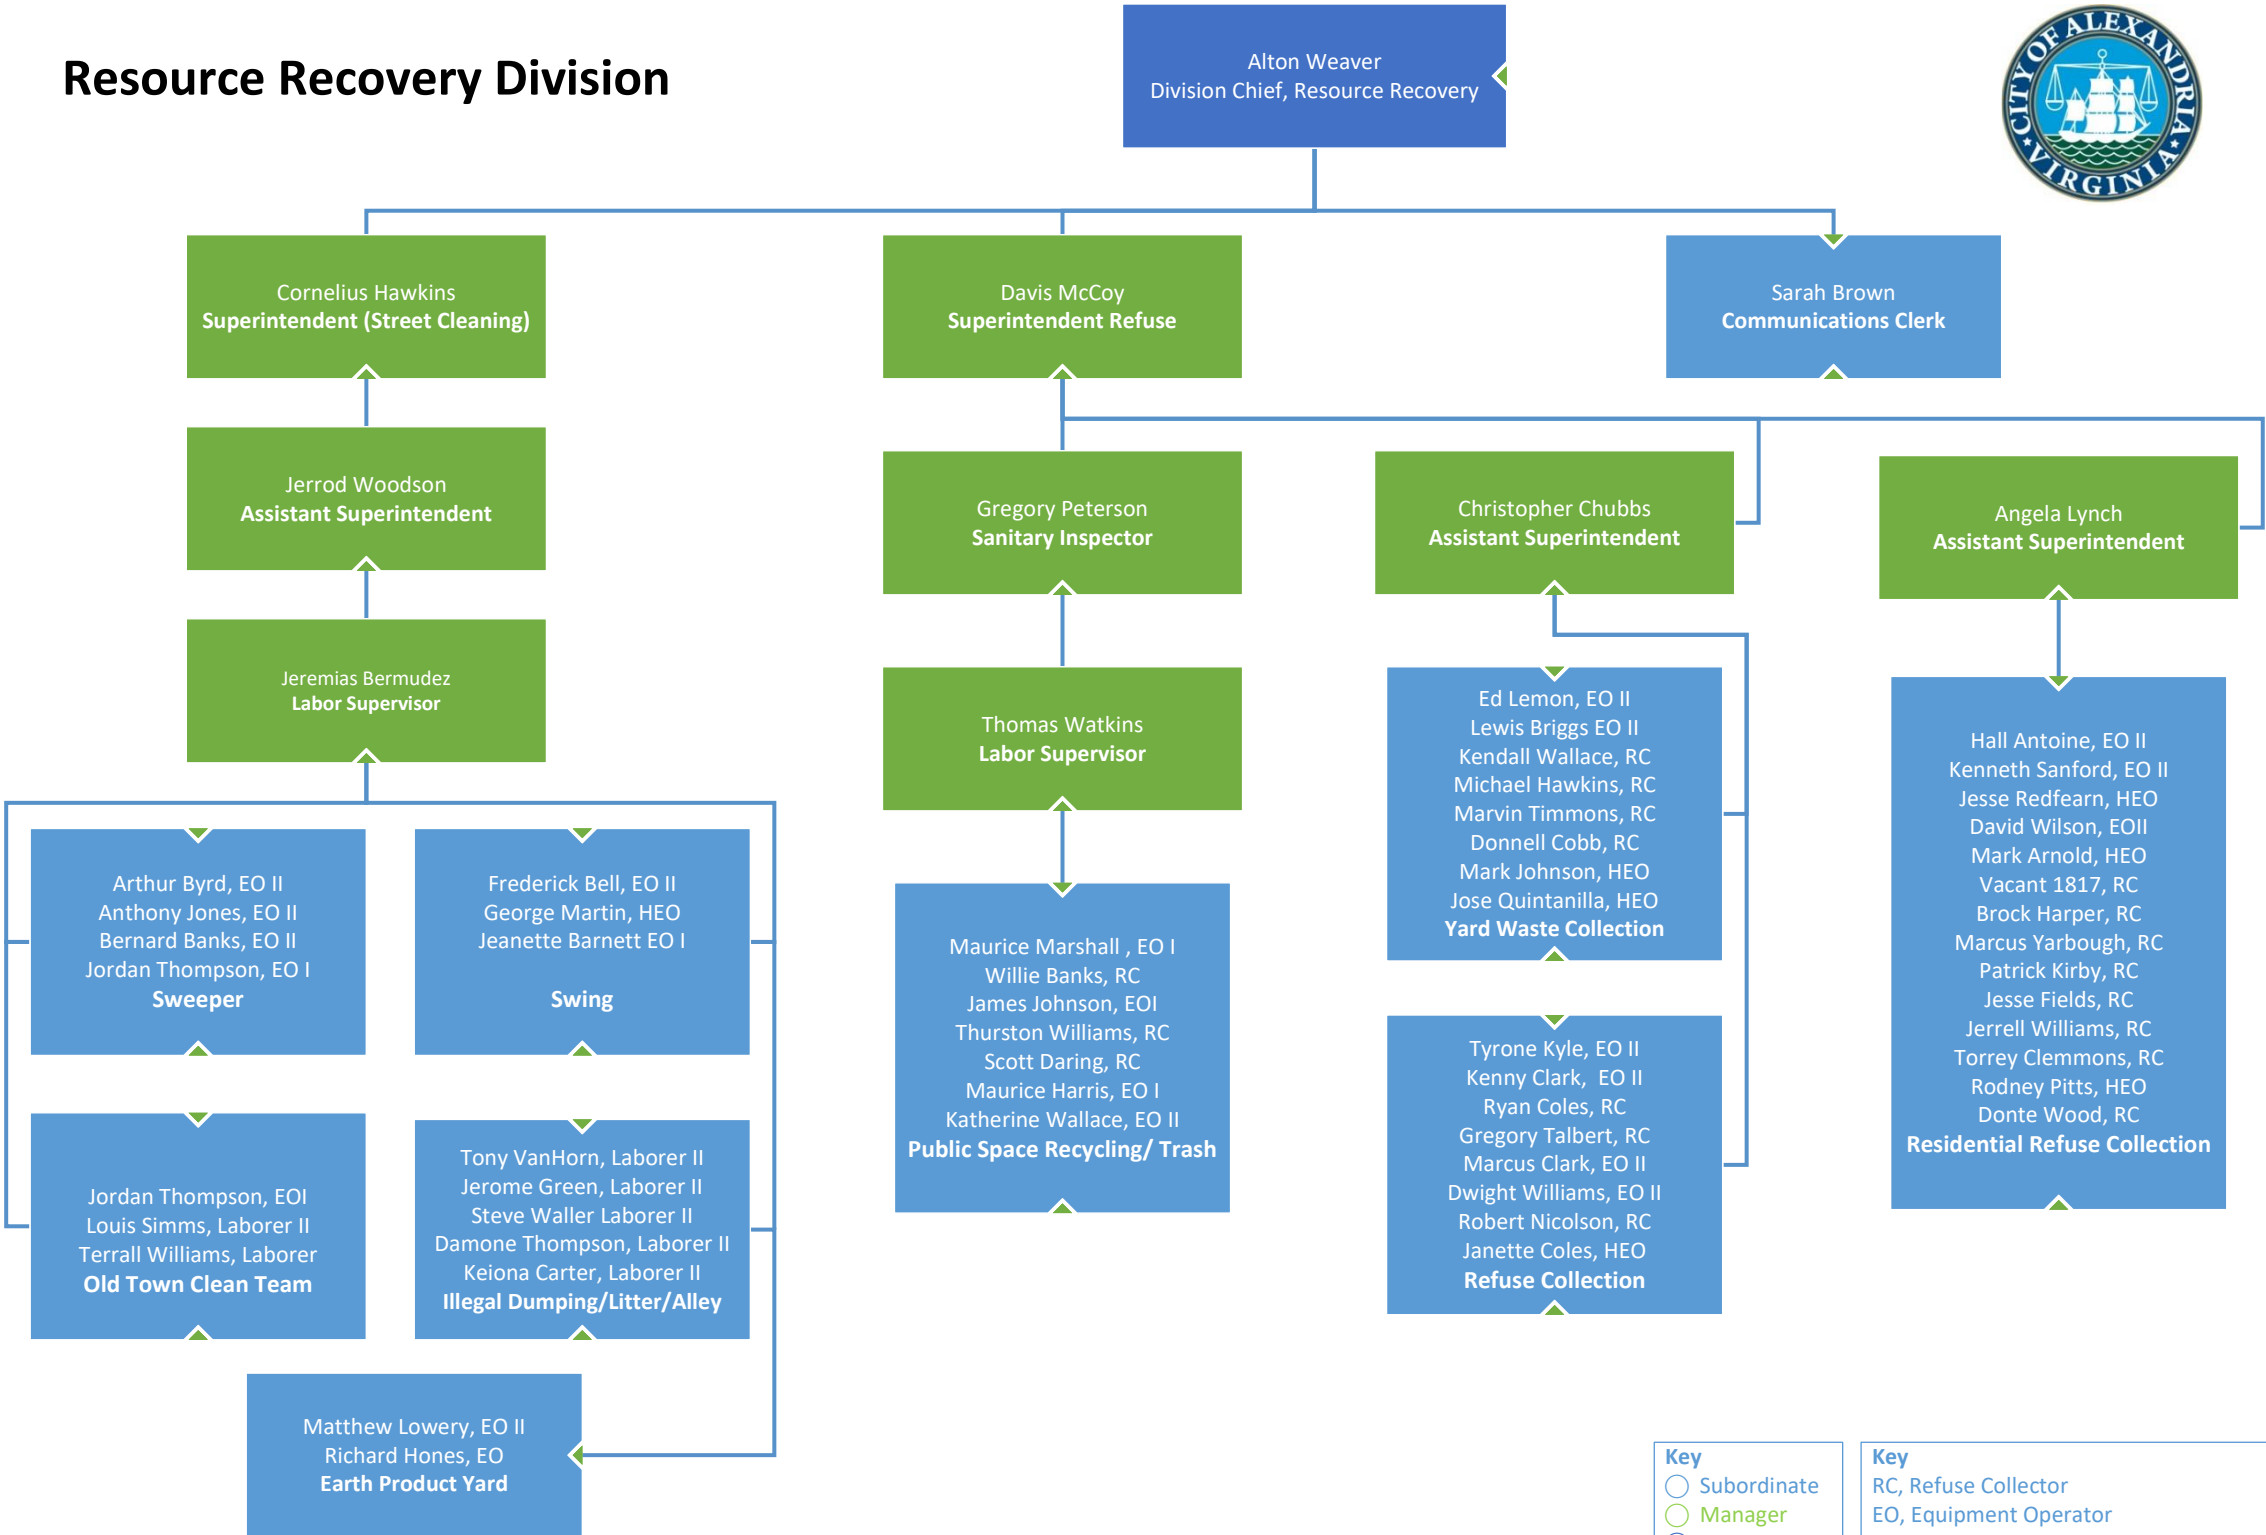 Resource Recovery Division
Alton Weaver
Division Chief, Resource Recovery
CITY OF ALEXANDRIA
VIRGINIA
Cornelius Hawkins
Superintendent (Street Cleaning)
Davis McCoy
Superintendent Refuse
Sarah Brown
Communications Clerk
Jerrod Woodson
Assistant Superintendent
Gregory Peterson
Sanitary Inspector
Christopher Chubbs
Assistant Superintendent
Angela Lynch
Assistant Superintendent
Jeremias Bermudez
Labor Supervisor
Thomas Watkins
Labor Supervisor
Arthur Byrd, EO II
Anthony Jones, EO II
Bernard Banks, EO II
Jordan Thompson, EO I
Sweeper
Frederick Bell, EO II
George Martin, HEO
Jeanette Barnett EO I
Swing
Jordan Thompson, EOI
Louis Simms, Laborer II
Terrall Williams, Laborer
Old Town Clean Team
Tony VanHorn, Laborer II
Jerome Green, Laborer II
Steve Waller Laborer II
Damone Thompson, Laborer II
Keiona Carter, Laborer II
Illegal Dumping/Litter/Alley
Matthew Lowery, EO II
Richard Hones, EO
Earth Product Yard
Maurice Marshall , EO I
Willie Banks, RC
James Johnson, EOI
Thurston Williams, RC
Scott Daring, RC
Maurice Harris, EO I
Katherine Wallace, EO II
Public Space Recycling/ Trash
Ed Lemon, EO II
Lewis Briggs EO II
Kendall Wallace, RC
Michael Hawkins, RC
Marvin Timmons, RC
Donnell Cobb, RC
Mark Johnson, HEO
Jose Quintanilla, HEO
Yard Waste Collection
Tyrone Kyle, EO II
Kenny Clark,  EO II
Ryan Coles, RC
Gregory Talbert, RC
Marcus Clark, EO II
Dwight Williams, EO II
Robert Nicolson, RC
Janette Coles, HEO
Refuse Collection
Hall Antoine, EO II
Kenneth Sanford, EO II
Jesse Redfearn, HEO
David Wilson, EOII
Mark Arnold, HEO
Vacant 1817, RC
Brock Harper, RC
Marcus Yarbough, RC
Patrick Kirby, RC
Jesse Fields, RC
Jerrell Williams, RC
Torrey Clemmons, RC
Rodney Pitts, HEO
Donte Wood, RC
Residential Refuse Collection
Key
Subordinate
Manager
Key
RC, Refuse Collector
EO, Equipment Operator